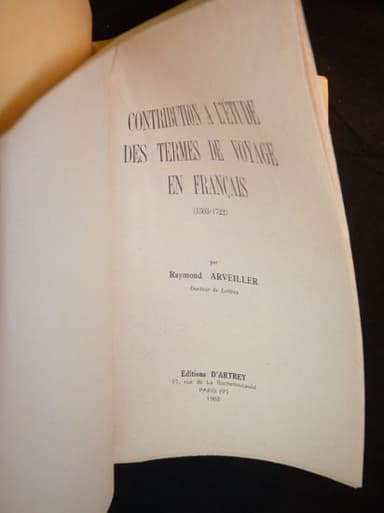 CONTRIBUTION A L'ÉTUDE
DES TERMES DE VOYAGE
EN FRANÇAIS
(1505-1722)
par
Raymond ARVEILLER
Docteur ès Lettres
Editions D'ARTREY
17, rue de La Rochefoucauld
PARIS (9e)
1963